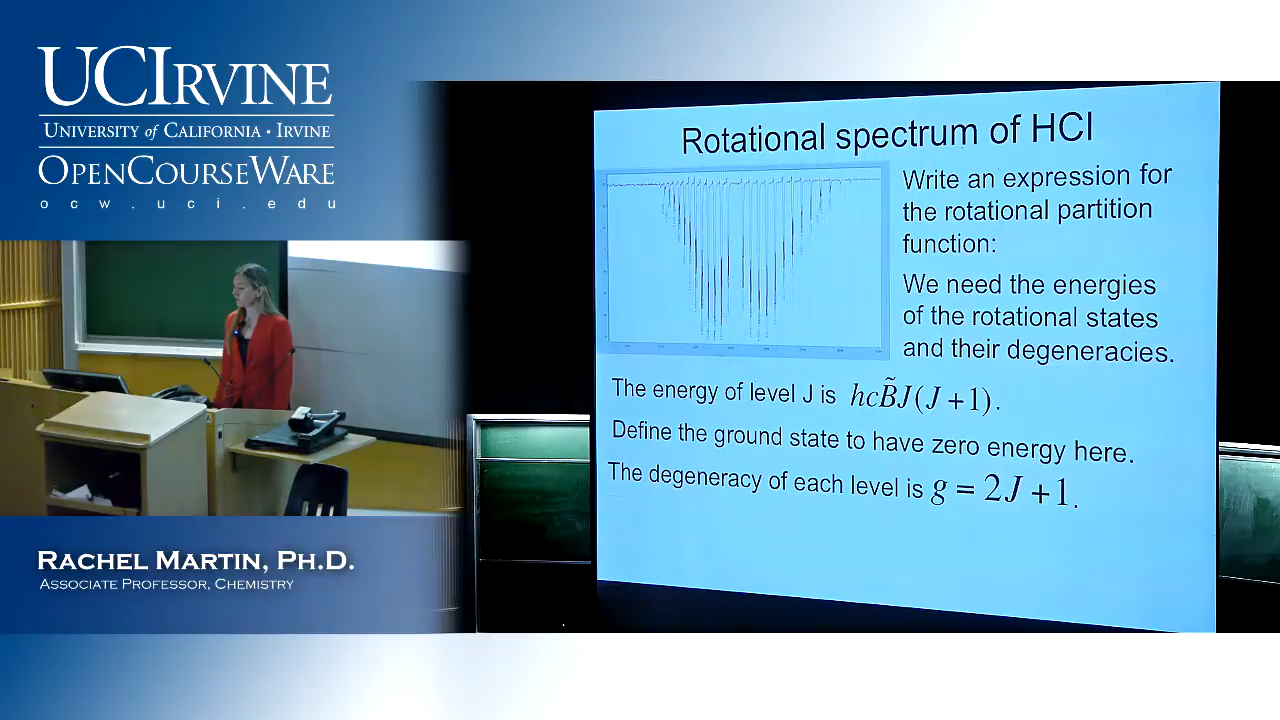 UCIRVINE
UNIVERSITY of CALIFORNIA · IRVINE
OPENCOURSEWARE
ocw.uci.edu
RACHEL MARTIN, PH.D.
ASSOCIATE PROFESSOR, CHEMISTRY
Rotational spectrum of HCl
Write an expression for
the rotational partition
function:
We need the energies
of the rotational states
and their degeneracies.
The energy of level J is hcB̃J(J+1).
Define the ground state to have zero energy here.
The degeneracy of each level is g = 2J+1.